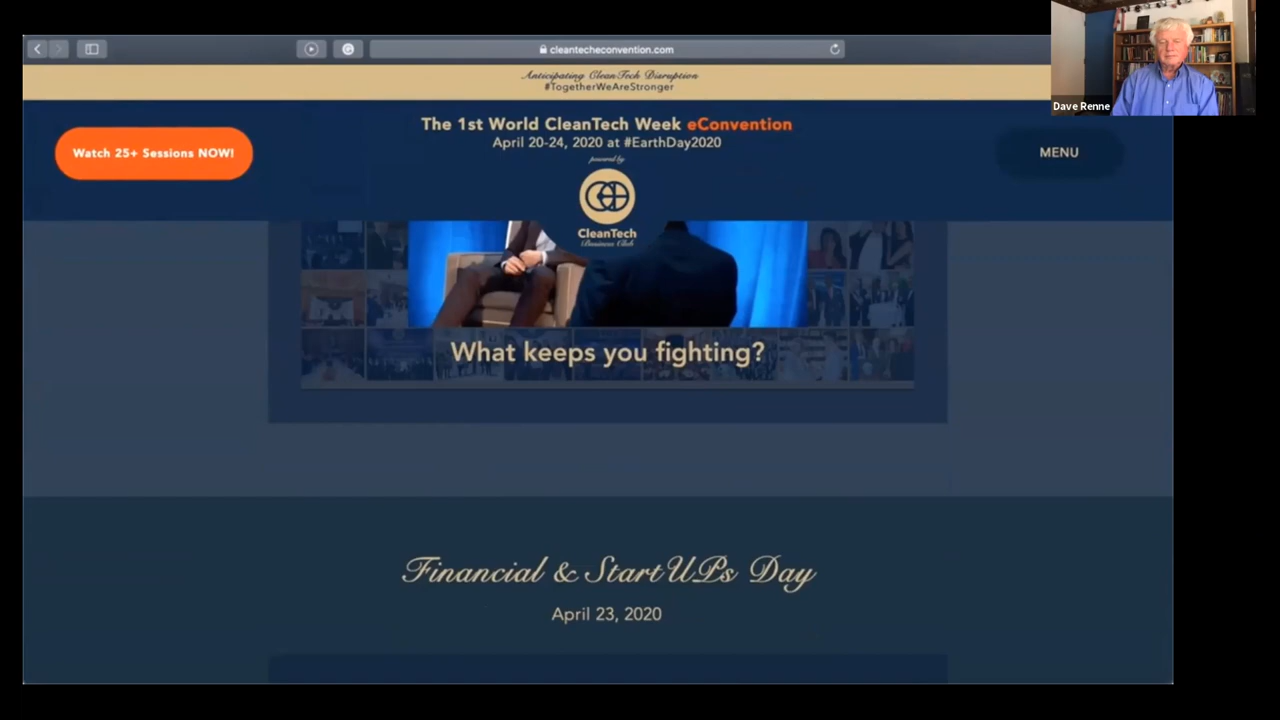 cleantecheconvention.com
Anticipating CleanTech Disruption
#TogetherWeAreStronger
Dave Renne
Watch 25+ Sessions NOW!
The 1st World CleanTech Week eConvention
April 20-24, 2020 at #EarthDay2020
powered by
CleanTech
Business Club
MENU
What keeps you fighting?
Financial & StartUPs Day
April 23, 2020